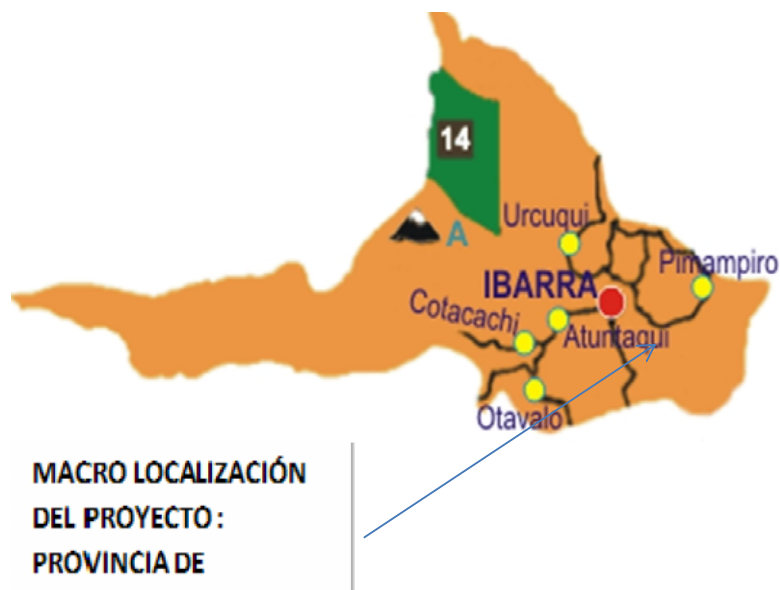 14
A
Urcuqui
Pimampiro
IBARRA
Cotacachi
Atuntaqui
Otavalo
MACRO LOCALIZACIÓN
DEL PROYECTO :
PROVINCIA DE